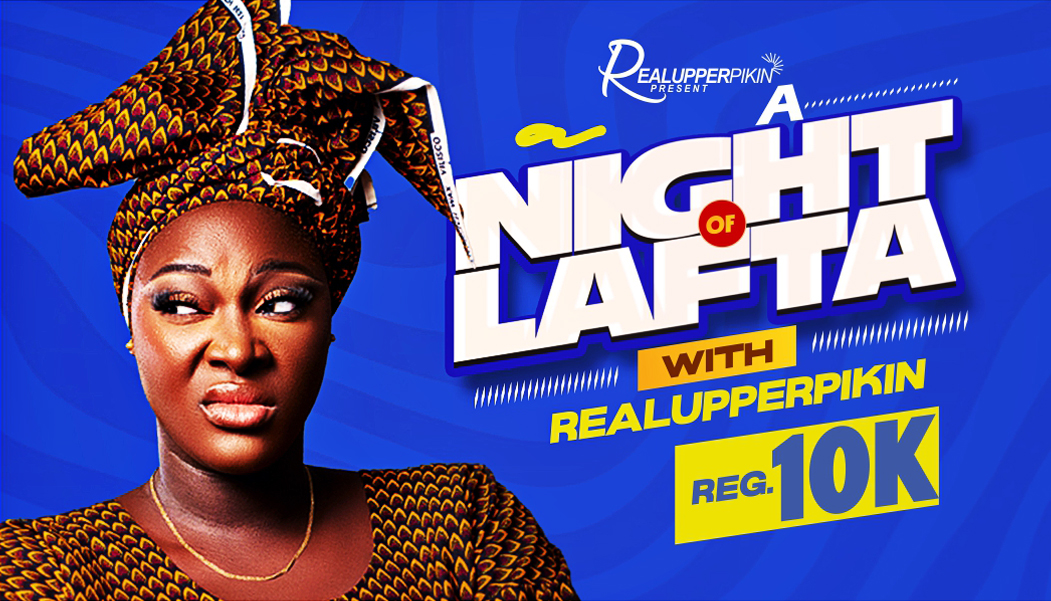 REALUPPERPIKIN
PRESENT
A
NIGHT
OF
LAFTA
WITH
REALUPPERPIKIN
REG. 10K